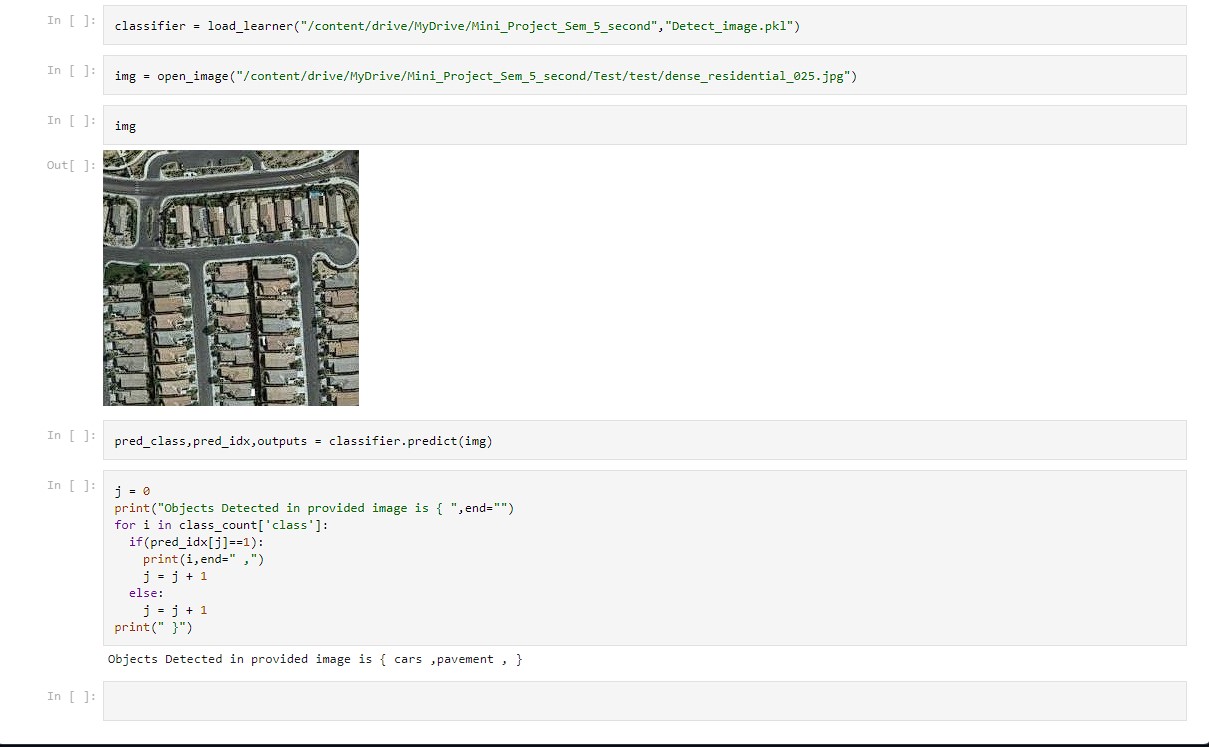 In [ ]: classifier = load_learner("/content/drive/MyDrive/Mini_Project_Sem_5_second","Detect_image.pkl")
In [ ]: img = open_image("/content/drive/MyDrive/Mini_Project_Sem_5_second/Test/test/dense_residential_025.jpg")
In [ ]: img
Out[ ]:
In [ ]: pred_class,pred_idx,outputs = classifier.predict(img)
In [ ]: j = 0
print("Objects Detected in provided image is { ",end="")
for i in class_count['class']:
  if(pred_idx[j]==1):
    print(i,end=" ,")
    j = j + 1
  else:
    j = j + 1
print(" }")
Objects Detected in provided image is { cars ,pavement , }
In [ ]: